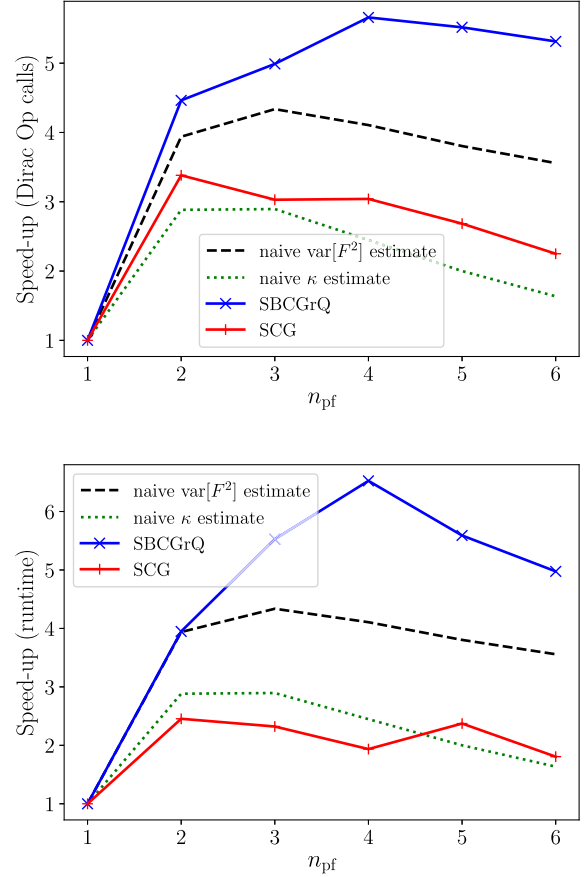 Speed-up (Dirac Op calls)
5
4
3
2
1
naive var[F²] estimate
naive κ estimate
SBCGrQ
SCG
1 2 3 4 5 6
n_pf
Speed-up (runtime)
6
5
4
3
2
1
naive var[F²] estimate
naive κ estimate
SBCGrQ
SCG
1 2 3 4 5 6
n_pf